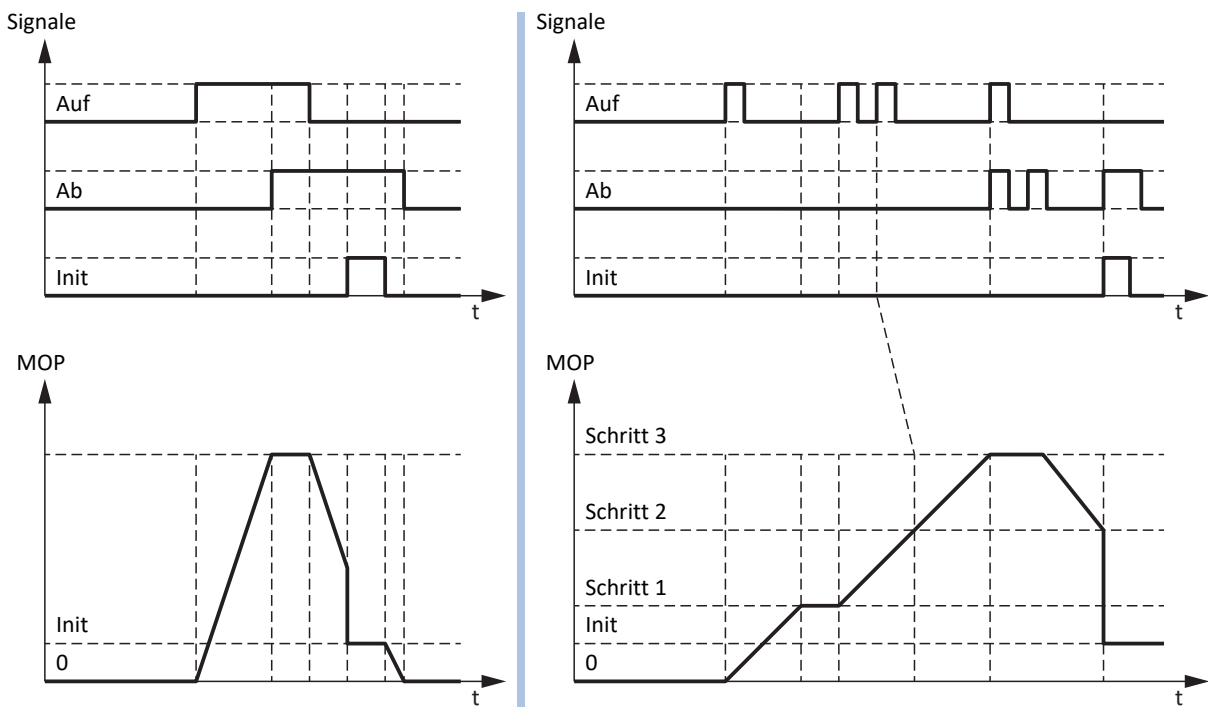 Signale
Auf
Ab
Init
t
MOP
Init
0
t
Signale
Auf
Ab
Init
t
MOP
Schritt 3
Schritt 2
Schritt 1
Init
0
t